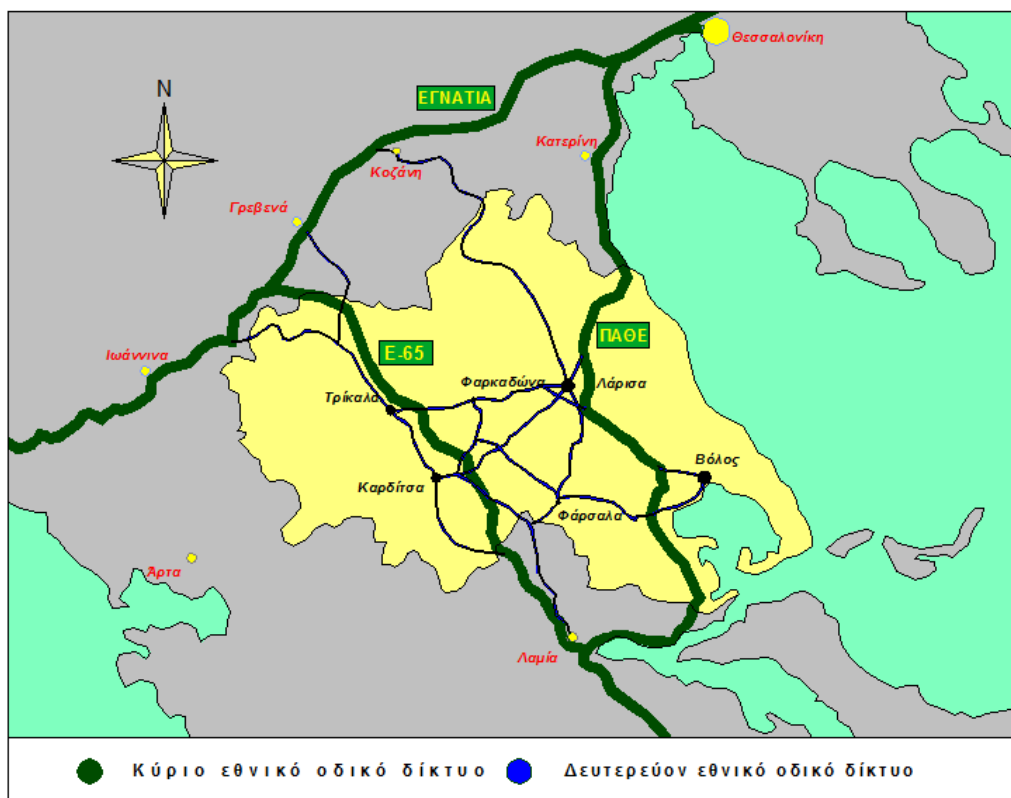 N
Θεσσαλονίκη
ΕΓΝΑΤΙΑ
Κατερίνη
Κοζάνη
Γρεβενά
Ιωάννινα
Ε-65
ΠΑΘΕ
Φαρκαδώνα
Λάρισα
Τρίκαλα
Βόλος
Καρδίτσα
Φάρσαλα
Άρτα
Λαμία
Κύριο εθνικό οδικό δίκτυο
Δευτερεύον εθνικό οδικό δίκτυο